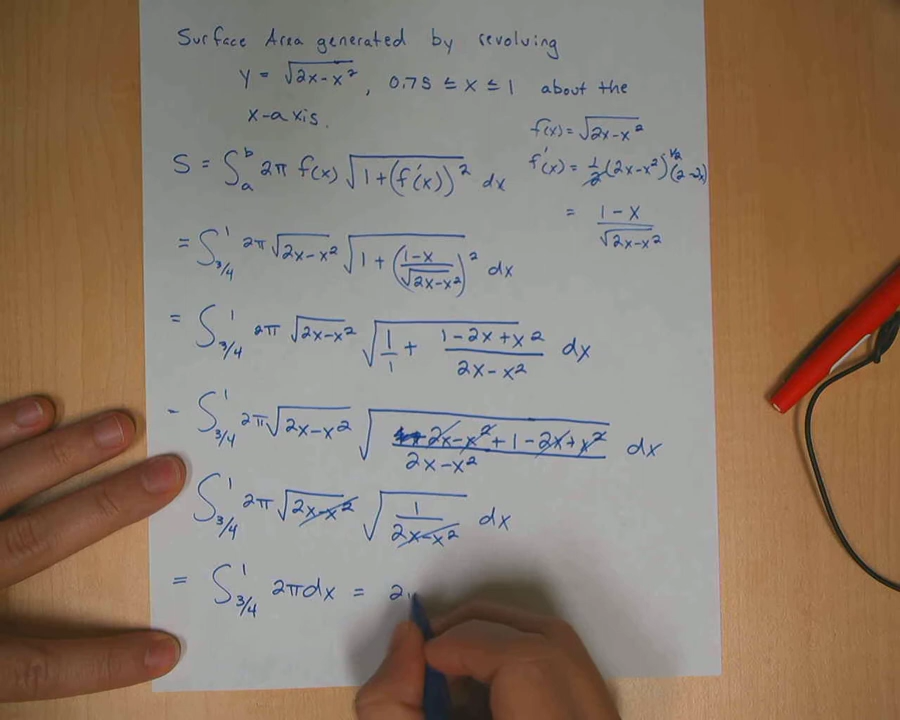 Surface Area generated by revolving
y = √(2x-x²) , 0.75 ≤ x ≤ 1 about the
x-axis.
f(x) = √(2x-x²)
S = ∫_a^b 2π f(x) √(1+(f'(x))²) dx
f'(x) = 1/2 (2x-x²)^(1/2) (2-2x)
= (1-x)/√(2x-x²)
= ∫_{3/4}^1 2π √(2x-x²) √(1 + ((1-x)/√(2x-x²))²) dx
= ∫_{3/4}^1 2π √(2x-x²) √(1/1 + (1-2x+x²)/(2x-x²)) dx
= ∫_{3/4}^1 2π √(2x-x²) √((2x-x²+1-2x+x²)/(2x-x²)) dx
∫_{3/4}^1 2π √(2x-x²) √(1/(2x-x²)) dx
= ∫_{3/4}^1 2π dx = 2